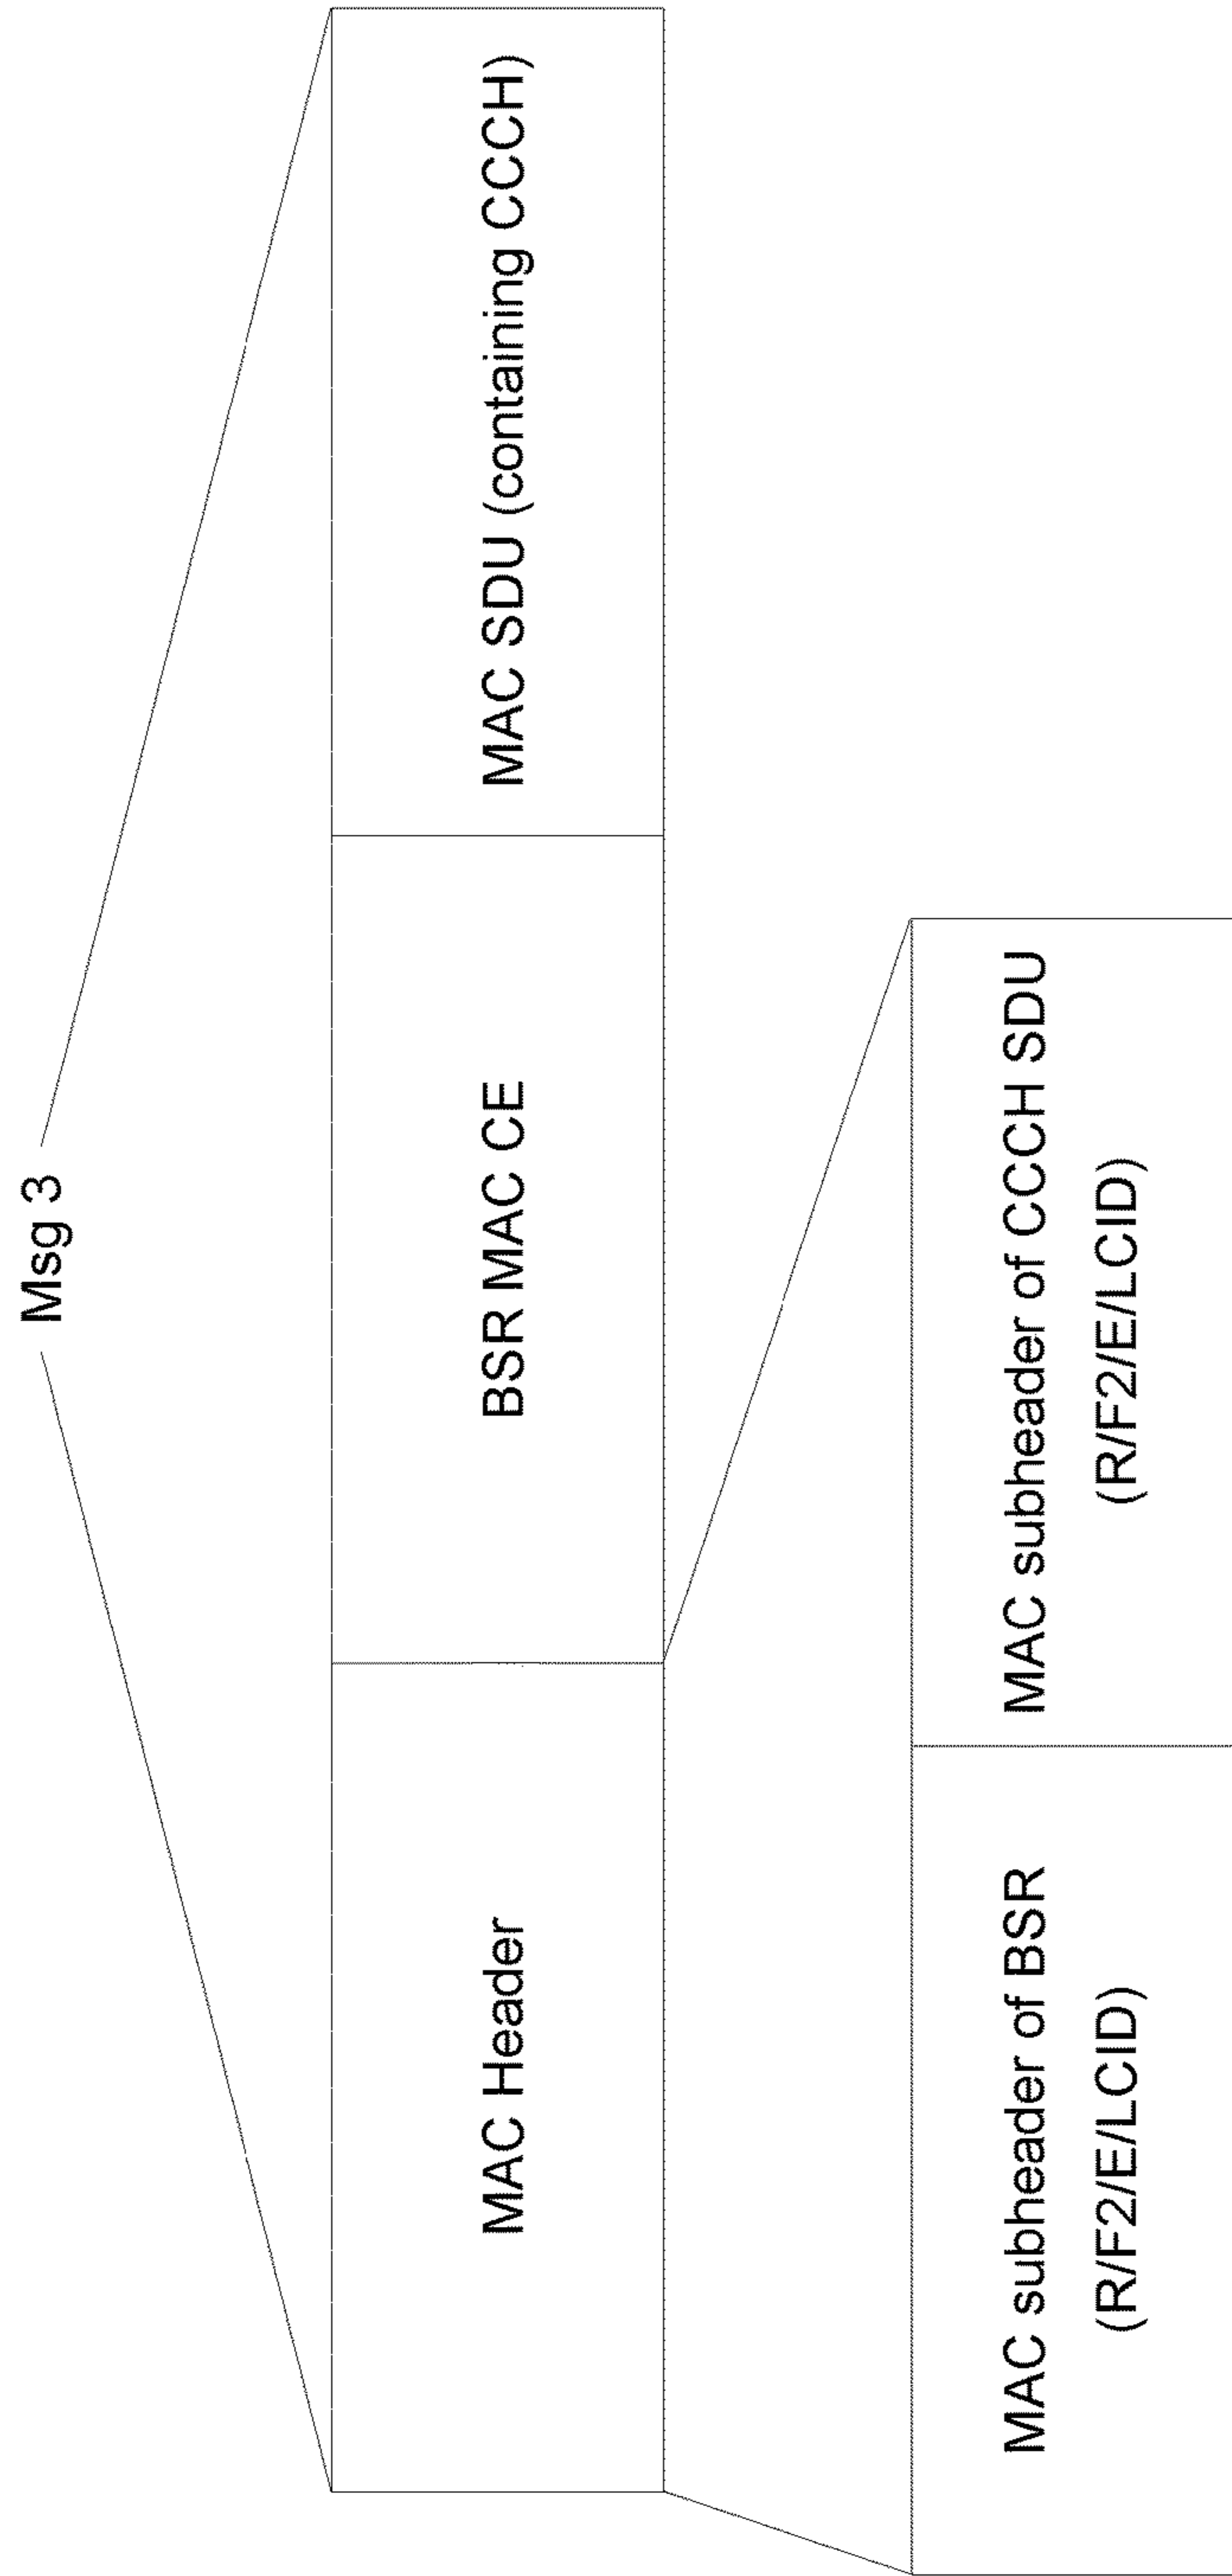 Msg 3
MAC Header
BSR MAC CE
MAC SDU (containing CCCH)
MAC subheader of BSR
(R/F2/E/LCID)
MAC subheader of CCCH SDU
(R/F2/E/LCID)